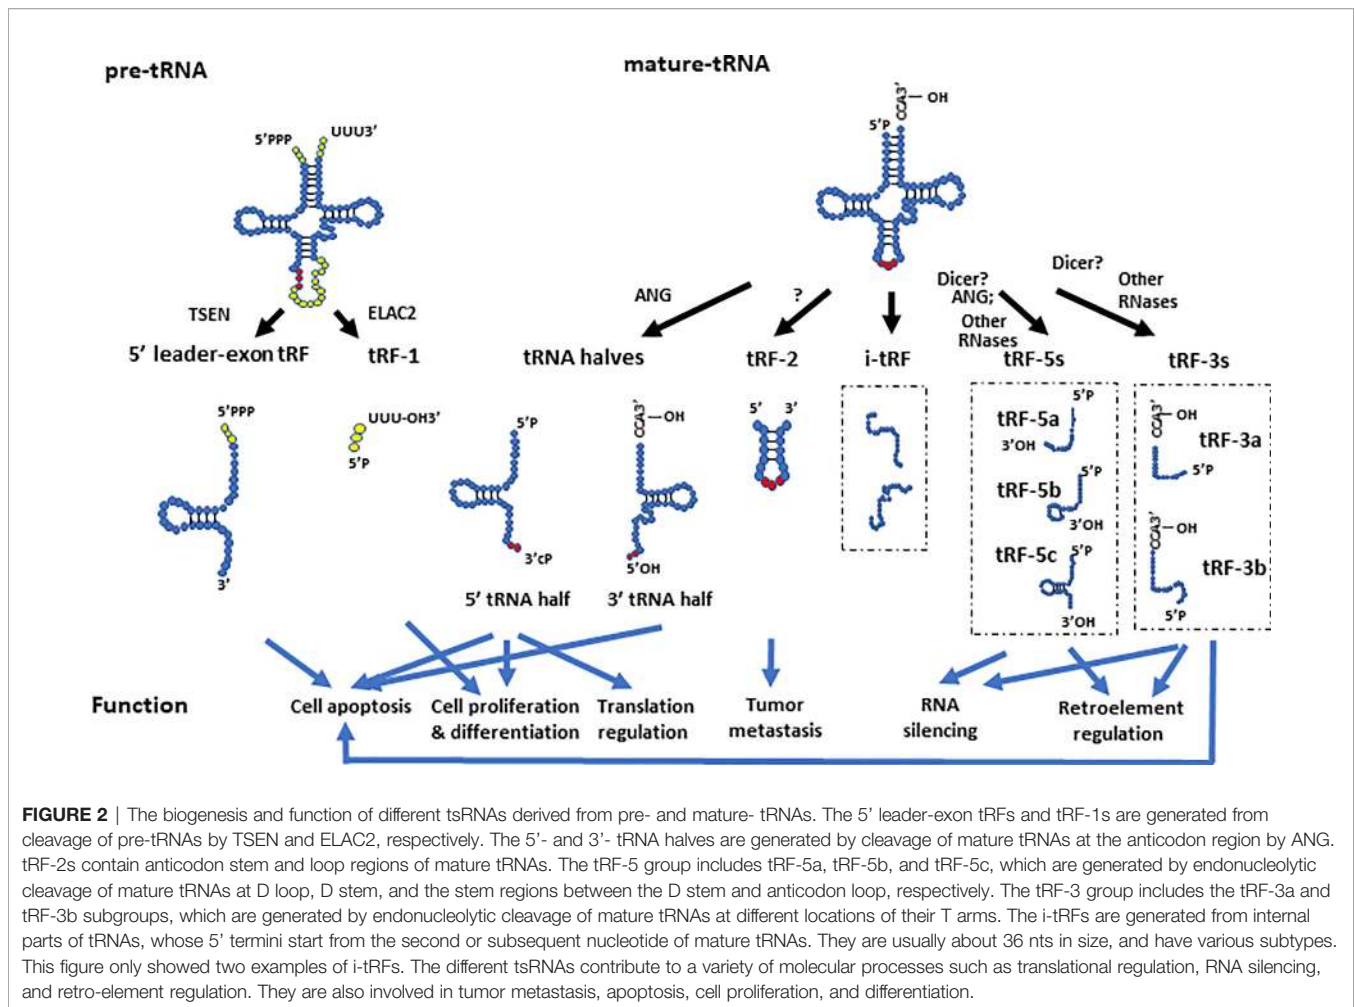 pre-tRNA
mature-tRNA
5'PPP
UUU3'
5'P
CCA3'
OH
TSEN
ELAC2
ANG
?
Dicer?
ANG;
Other
RNases
Dicer?
Other
RNases
5' leader-exon tRF
tRF-1
tRNA halves
tRF-2
i-tRF
tRF-5s
tRF-3s
5'PPP
3'
UUU-OH3'
5'P
5'P
3'cP
5' tRNA half
CCA3'
OH
5'OH
3' tRNA half
5'
3'
tRF-5a
5'P
3'OH
tRF-5b
5'P
3'OH
tRF-5c
5'P
3'OH
CCA3'
OH
tRF-3a
5'P
CCA3'
OH
tRF-3b
5'P
Function
Cell apoptosis
Cell proliferation
& differentiation
Translation
regulation
Tumor
metastasis
RNA
silencing
Retroelement
regulation
FIGURE 2 | The biogenesis and function of different tsRNAs derived from pre- and mature- tRNAs. The 5' leader-exon tRFs and tRF-1s are generated from
cleavage of pre-tRNAs by TSEN and ELAC2, respectively. The 5'- and 3'- tRNA halves are generated by cleavage of mature tRNAs at the anticodon region by ANG.
tRF-2s contain anticodon stem and loop regions of mature tRNAs. The tRF-5 group includes tRF-5a, tRF-5b, and tRF-5c, which are generated by endonucleolytic
cleavage of mature tRNAs at D loop, D stem, and the stem regions between the D stem and anticodon loop, respectively. The tRF-3 group includes the tRF-3a and
tRF-3b subgroups, which are generated by endonucleolytic cleavage of mature tRNAs at different locations of their T arms. The i-tRFs are generated from internal
parts of tRNAs, whose 5' termini start from the second or subsequent nucleotide of mature tRNAs. They are usually about 36 nts in size, and have various subtypes.
This figure only showed two examples of i-tRFs. The different tsRNAs contribute to a variety of molecular processes such as translational regulation, RNA silencing,
and retro-element regulation. They are also involved in tumor metastasis, apoptosis, cell proliferation, and differentiation.